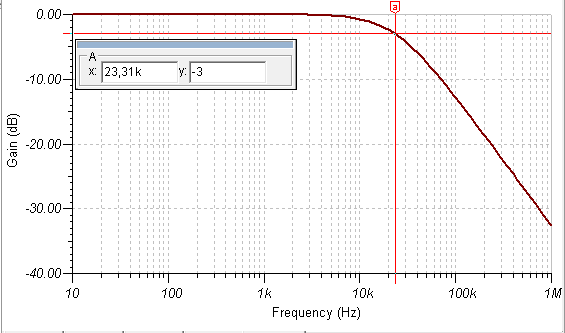 a
0.00
A
x: 23,31k y: -3
-10.00
-20.00
-30.00
-40.00
Gain (dB)
10 100 1k 10k 100k 1M
Frequency (Hz)